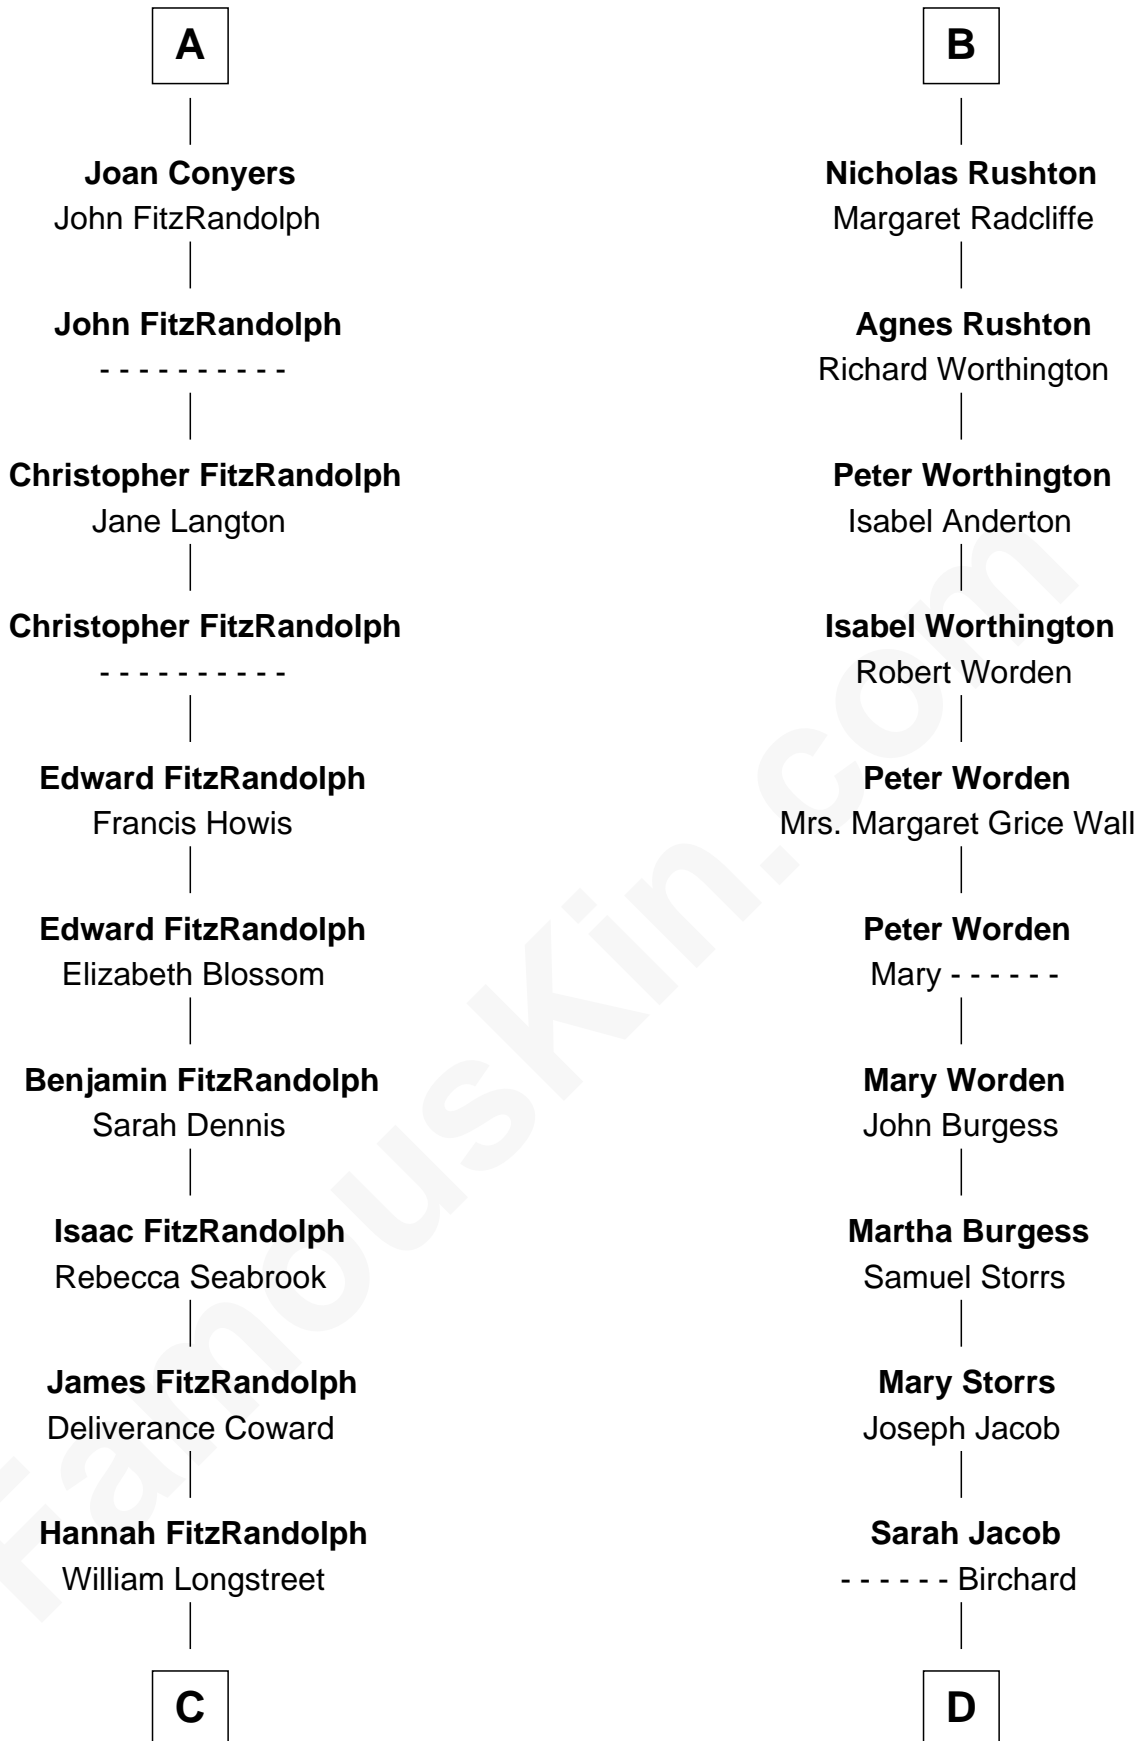 A
Joan Conyers
John FitzRandolph
John FitzRandolph
- - - - - - - - - -
Christopher FitzRandolph
Jane Langton
Christopher FitzRandolph
- - - - - - - - - -
Edward FitzRandolph
Francis Howis
Edward FitzRandolph
Elizabeth Blossom
Benjamin FitzRandolph
Sarah Dennis
Isaac FitzRandolph
Rebecca Seabrook
James FitzRandolph
Deliverance Coward
Hannah FitzRandolph
William Longstreet
C
B
Nicholas Rushton
Margaret Radcliffe
Agnes Rushton
Richard Worthington
Peter Worthington
Isabel Anderton
Isabel Worthington
Robert Worden
Peter Worden
Mrs. Margaret Grice Wall
Peter Worden
Mary - - - - - -
Mary Worden
John Burgess
Martha Burgess
Samuel Storrs
Mary Storrs
Joseph Jacob
Sarah Jacob
- - - - - - Birchard
D
FamousKin.com